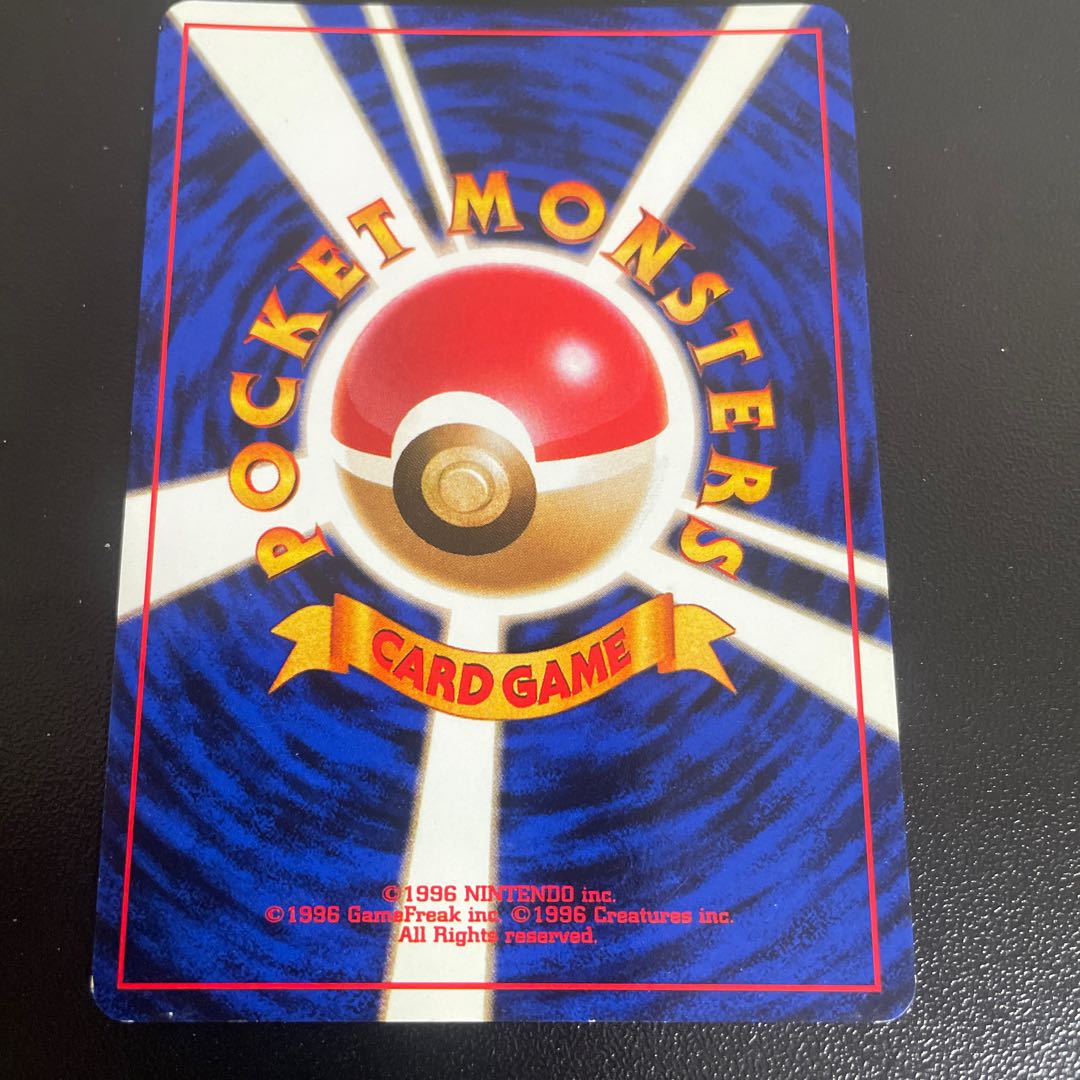 POCKET MONSTERS
CARD GAME
©1996 NINTENDO inc.
©1996 GameFreak inc. ©1996 Creatures inc.
All Rights reserved.